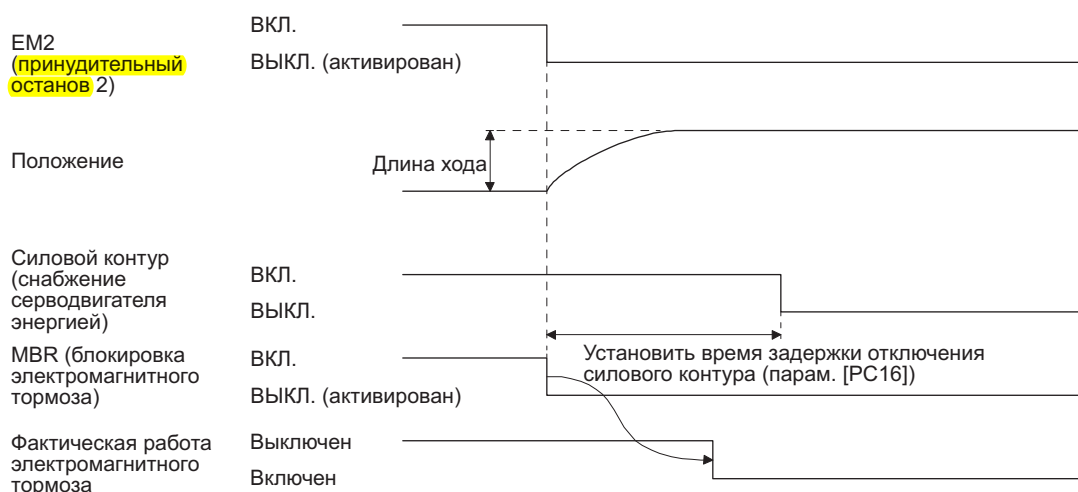 EM2
(принудительный
останов 2)
ВКЛ.
ВЫКЛ. (активирован)
Положение
Длина хода
Силовой контур
(снабжение
серводвигателя
энергией)
ВКЛ.
ВЫКЛ.
Установить время задержки отключения
силового контура (парам. [PC16])
MBR (блокировка
электромагнитного
тормоза)
ВКЛ.
ВЫКЛ. (активирован)
Фактическая работа
электромагнитного
тормоза
Выключен
Включен